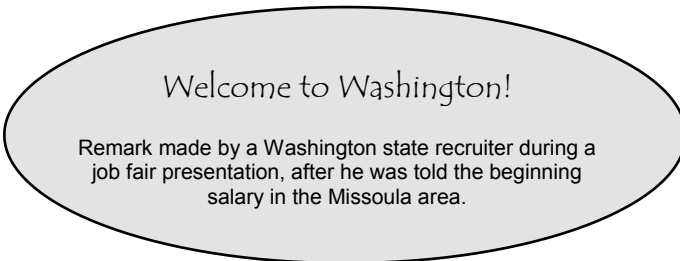 Welcome to Washington!
Remark made by a Washington state recruiter during a
job fair presentation, after he was told the beginning
salary in the Missoula area.